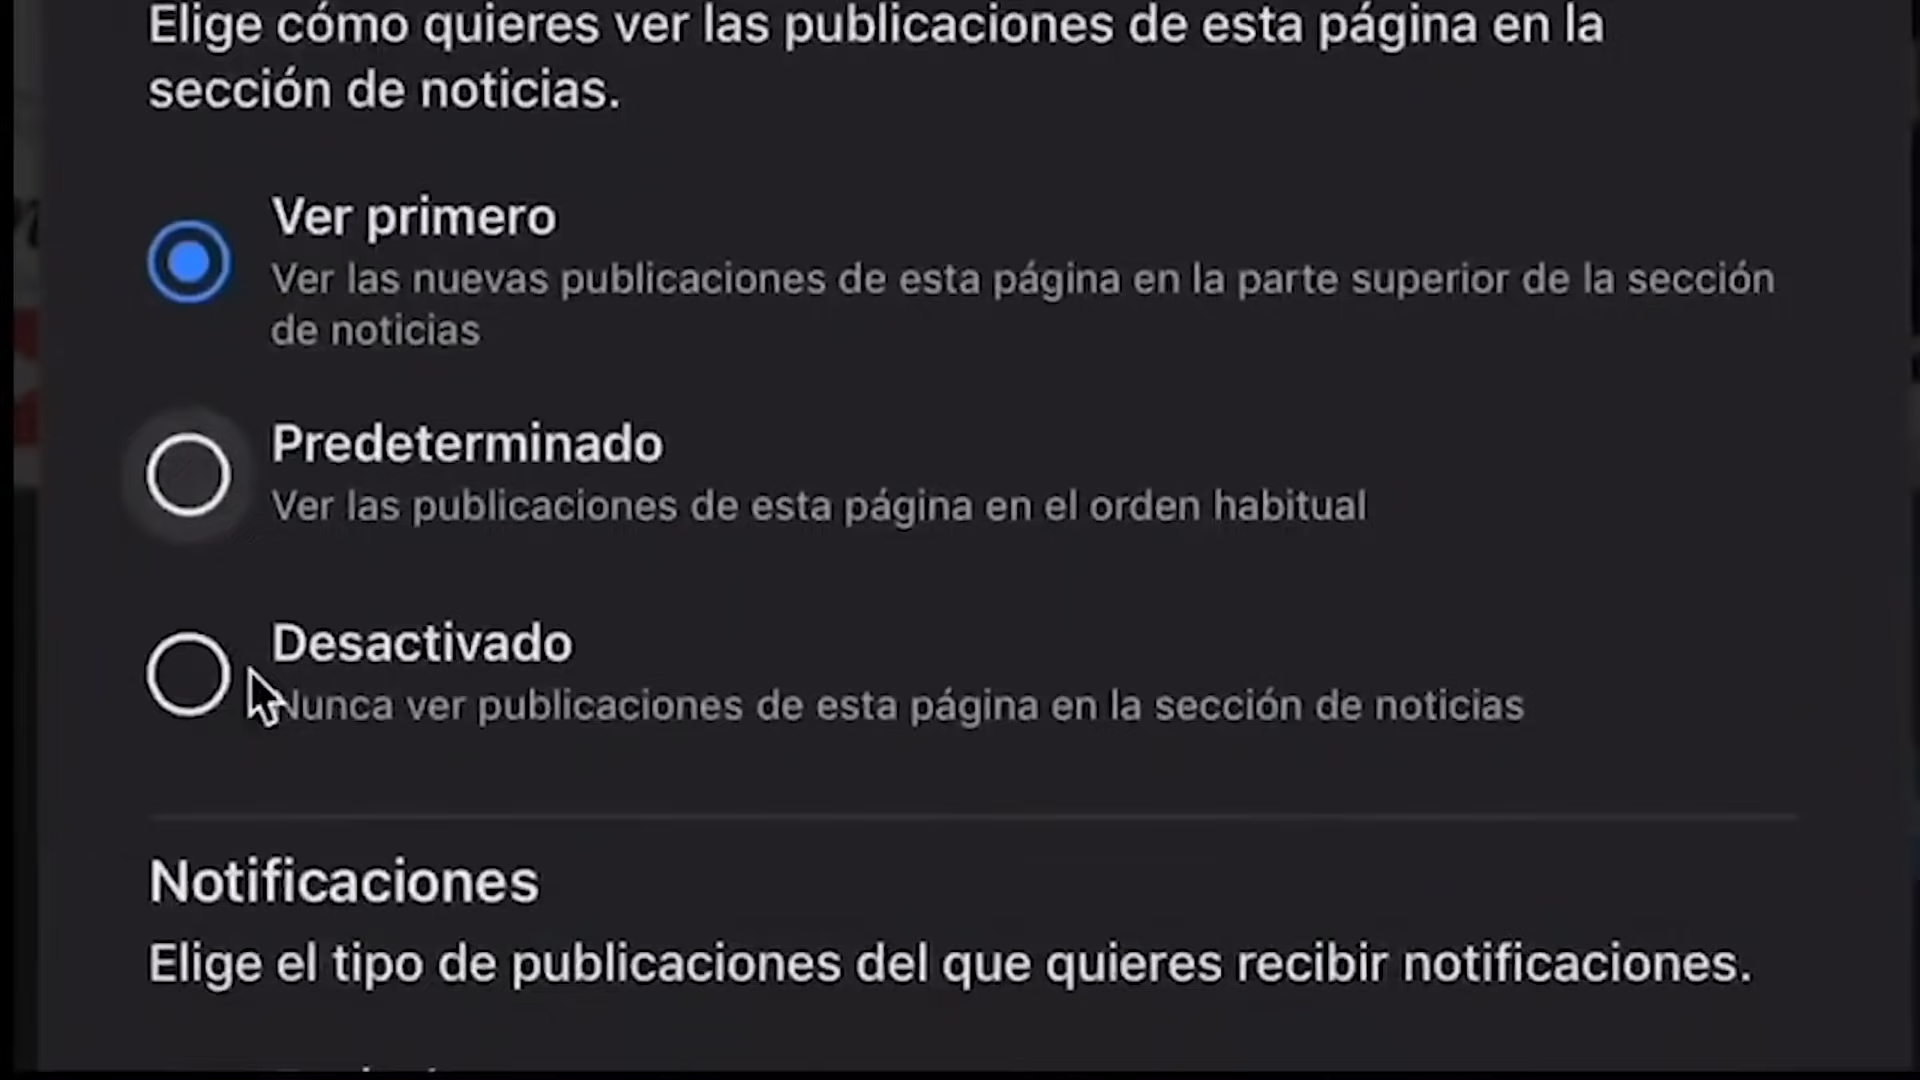 Elige cómo quieres ver las publicaciones de esta página en la
sección de noticias.
Ver primero
Ver las nuevas publicaciones de esta página en la parte superior de la sección
de noticias
Predeterminado
Ver las publicaciones de esta página en el orden habitual
Desactivado
Nunca ver publicaciones de esta página en la sección de noticias
Notificaciones
Elige el tipo de publicaciones del que quieres recibir notificaciones.